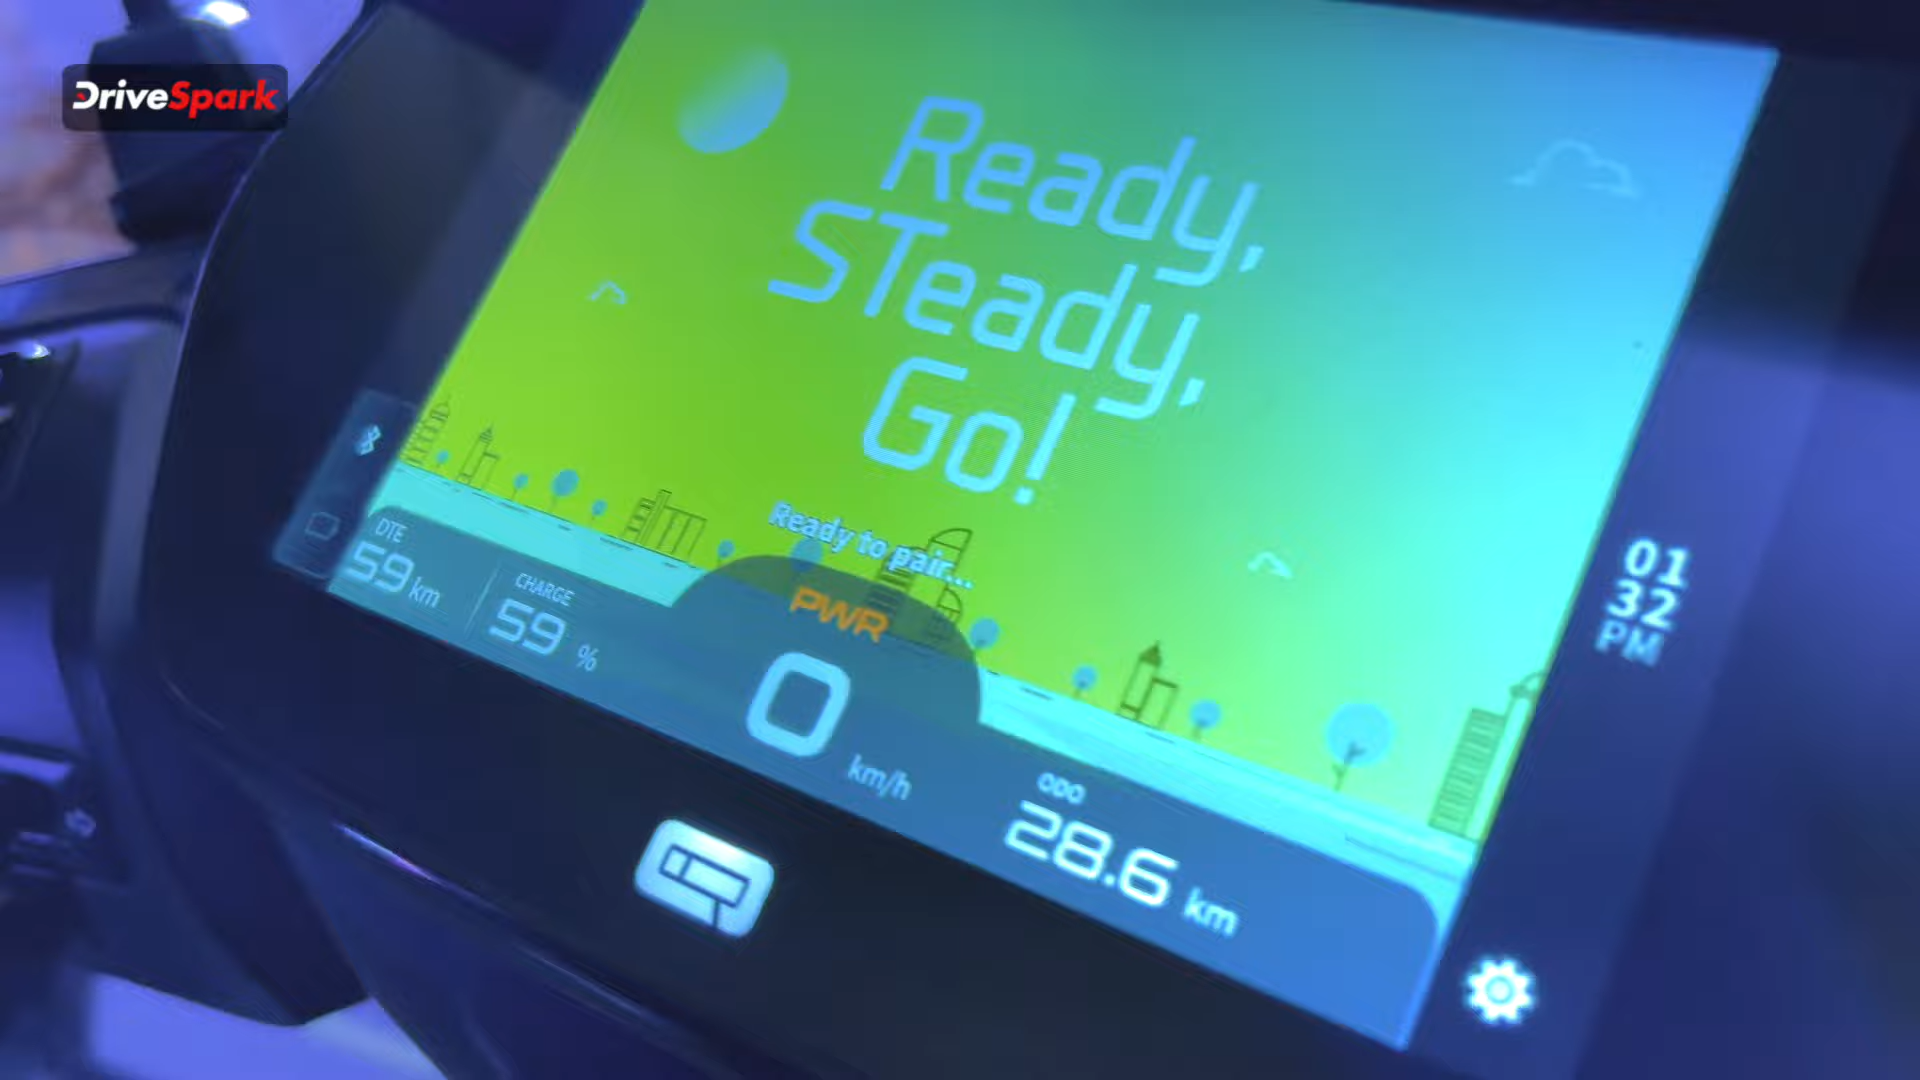 DriveSpark
Ready,
STeady,
Go!
Ready to pair...
DTE
59 km
CHARGE
59 %
PWR
0
km/h
ODO
28.6 km
01
32
PM